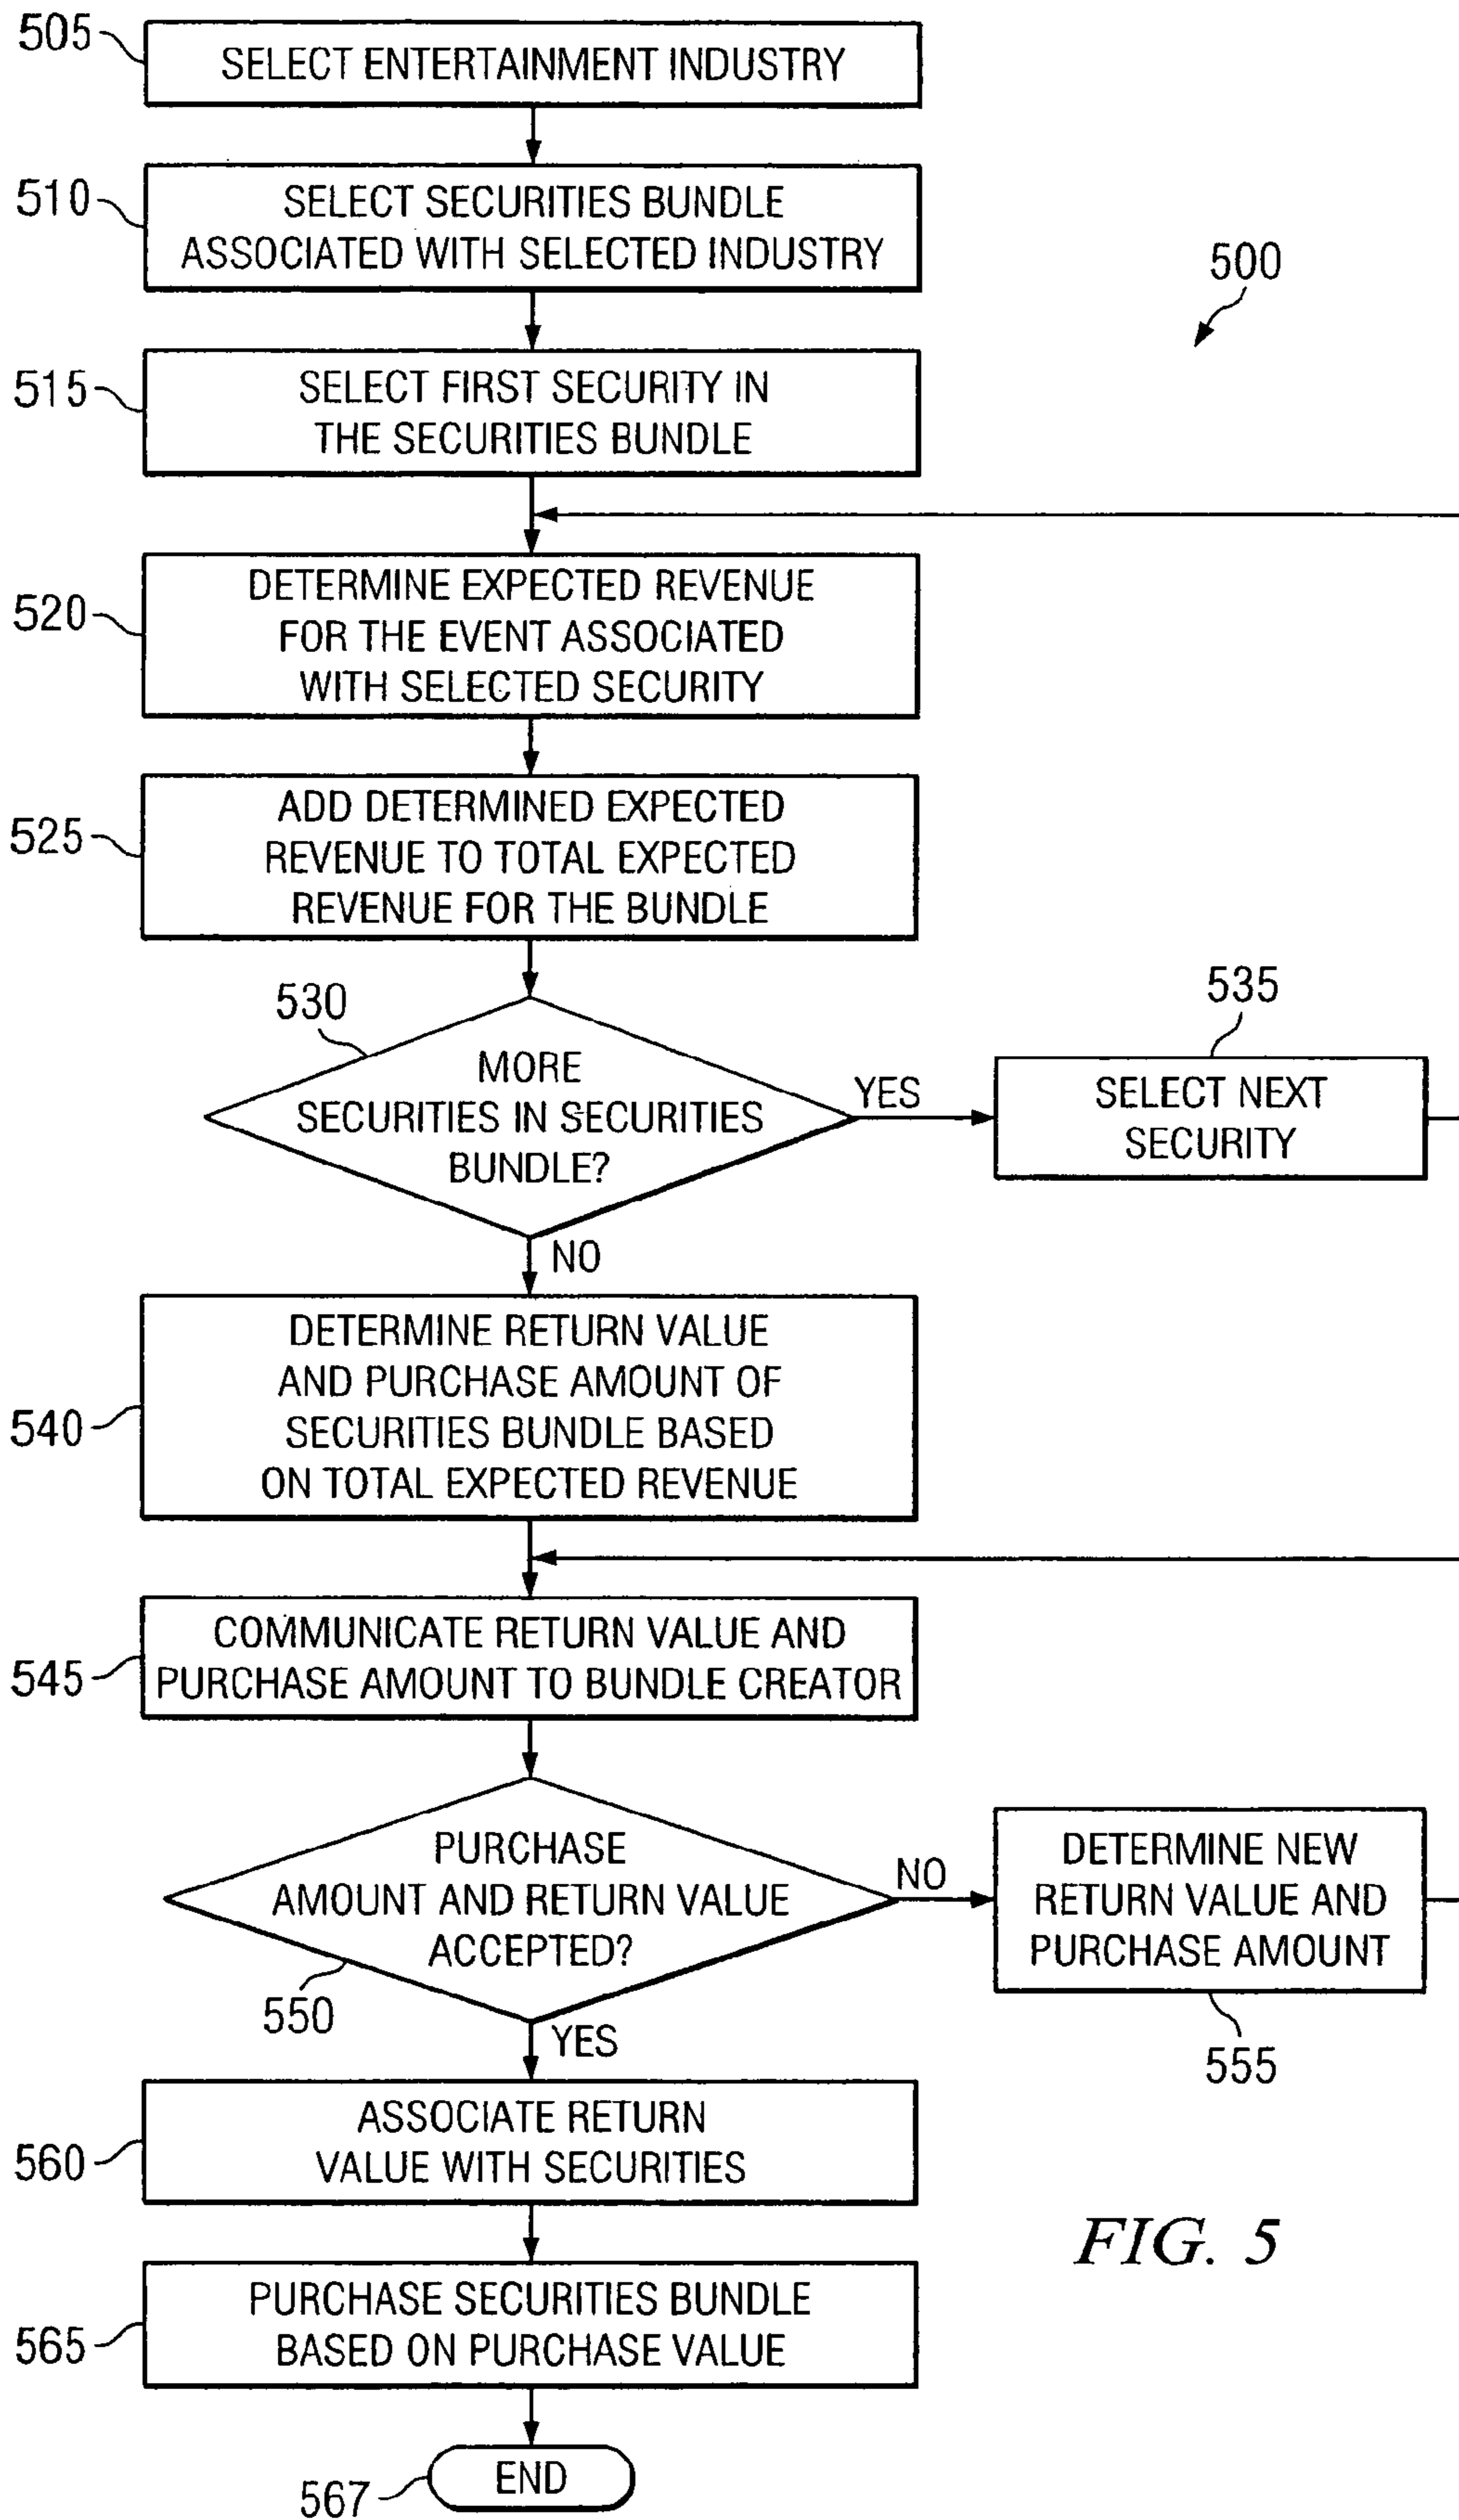 505
SELECT ENTERTAINMENT INDUSTRY
510
SELECT SECURITIES BUNDLE
ASSOCIATED WITH SELECTED INDUSTRY
500
515
SELECT FIRST SECURITY IN
THE SECURITIES BUNDLE
520
DETERMINE EXPECTED REVENUE
FOR THE EVENT ASSOCIATED
WITH SELECTED SECURITY
525
ADD DETERMINED EXPECTED
REVENUE TO TOTAL EXPECTED
REVENUE FOR THE BUNDLE
530
MORE
SECURITIES IN SECURITIES
BUNDLE?
YES
535
SELECT NEXT
SECURITY
NO
540
DETERMINE RETURN VALUE
AND PURCHASE AMOUNT OF
SECURITIES BUNDLE BASED
ON TOTAL EXPECTED REVENUE
545
COMMUNICATE RETURN VALUE AND
PURCHASE AMOUNT TO BUNDLE CREATOR
550
PURCHASE
AMOUNT AND RETURN VALUE
ACCEPTED?
NO
DETERMINE NEW
RETURN VALUE AND
PURCHASE AMOUNT
555
YES
560
ASSOCIATE RETURN
VALUE WITH SECURITIES
565
PURCHASE SECURITIES BUNDLE
BASED ON PURCHASE VALUE
567
END
FIG. 5